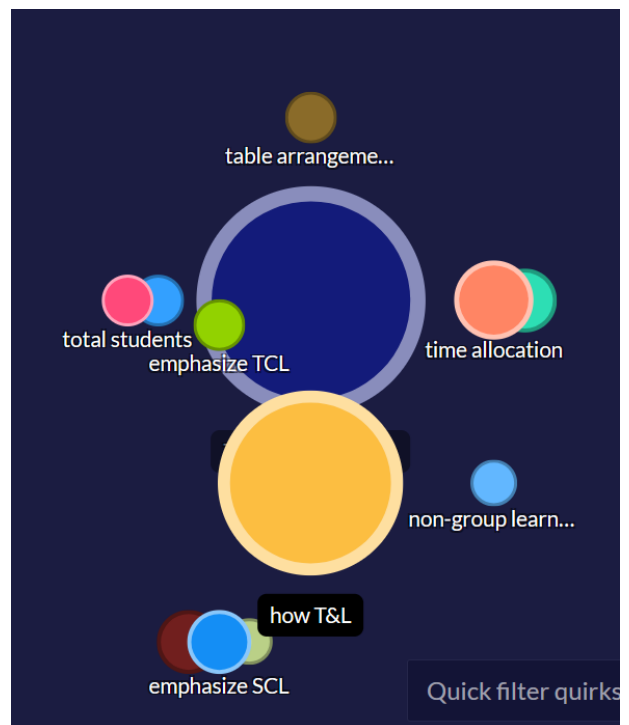 table arrangeme...
total students
emphasize TCL
time allocation
non-group learn...
how T&L
emphasize SCL
Quick filter quirks